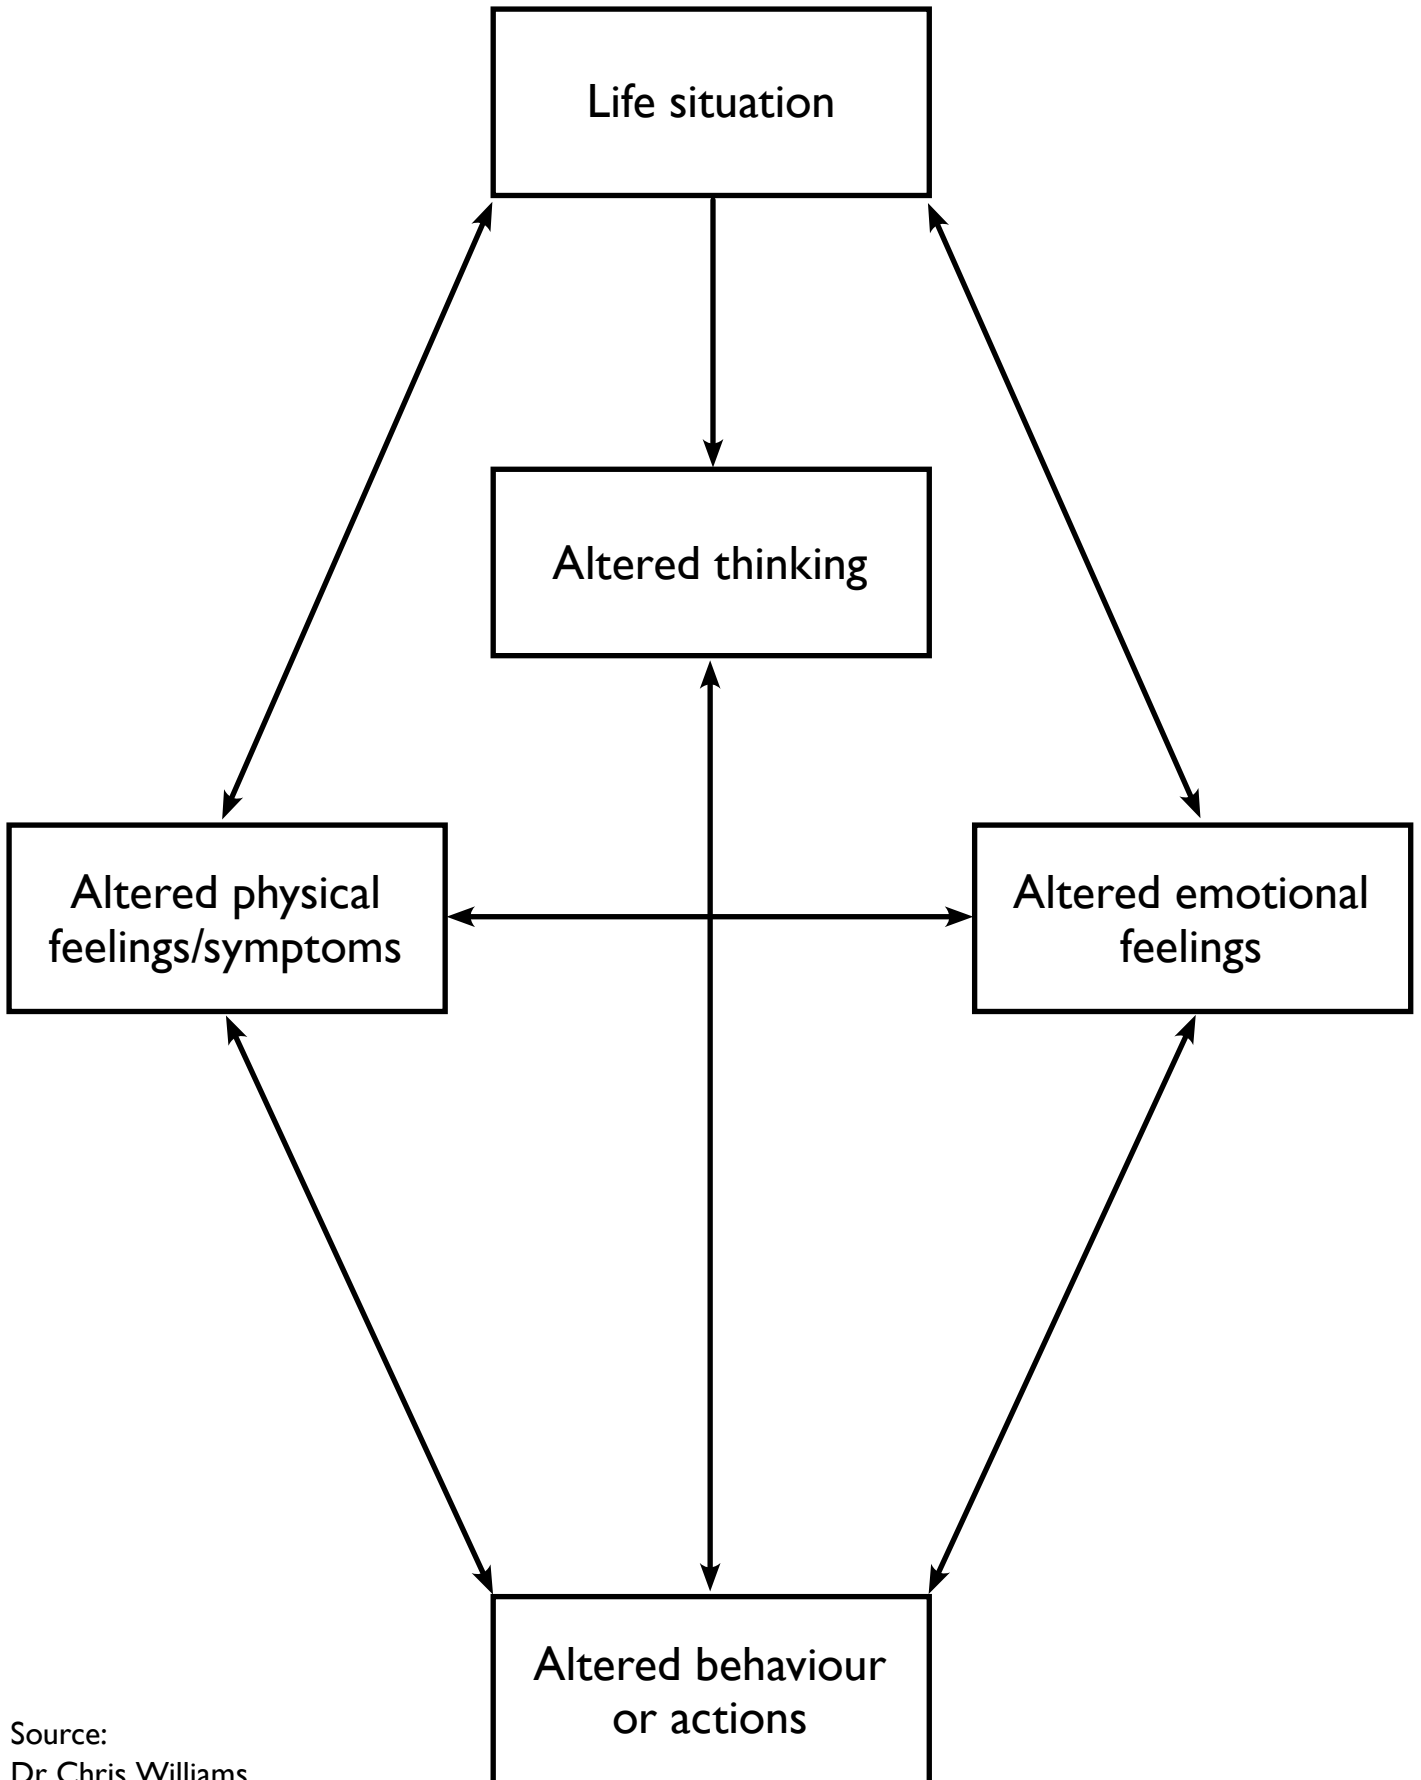 Life situation
Altered thinking
Altered physical
feelings/symptoms
Altered emotional
feelings
Altered behaviour
or actions
Source:
Dr Chris Williams